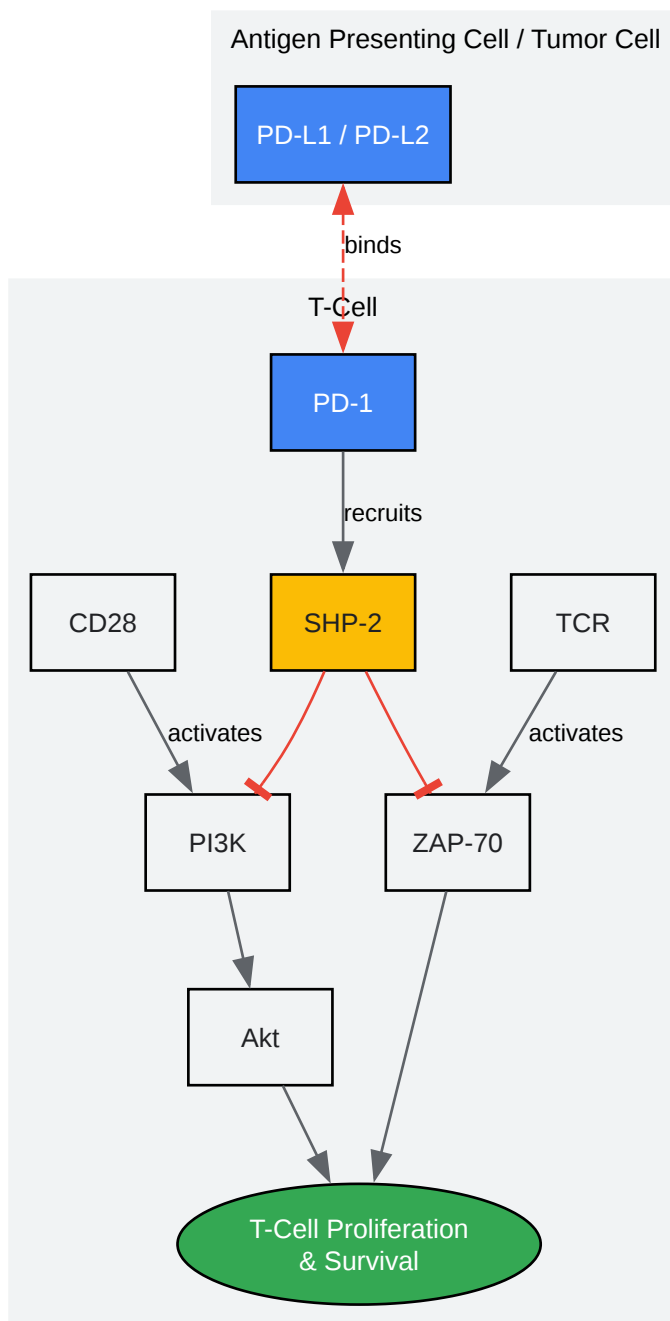 Antigen Presenting Cell / Tumor Cell
PD-L1 / PD-L2
binds
T-Cell
PD-1
recruits
CD28
SHP-2
TCR
activates
activates
PI3K
ZAP-70
Akt
T-Cell Proliferation
& Survival